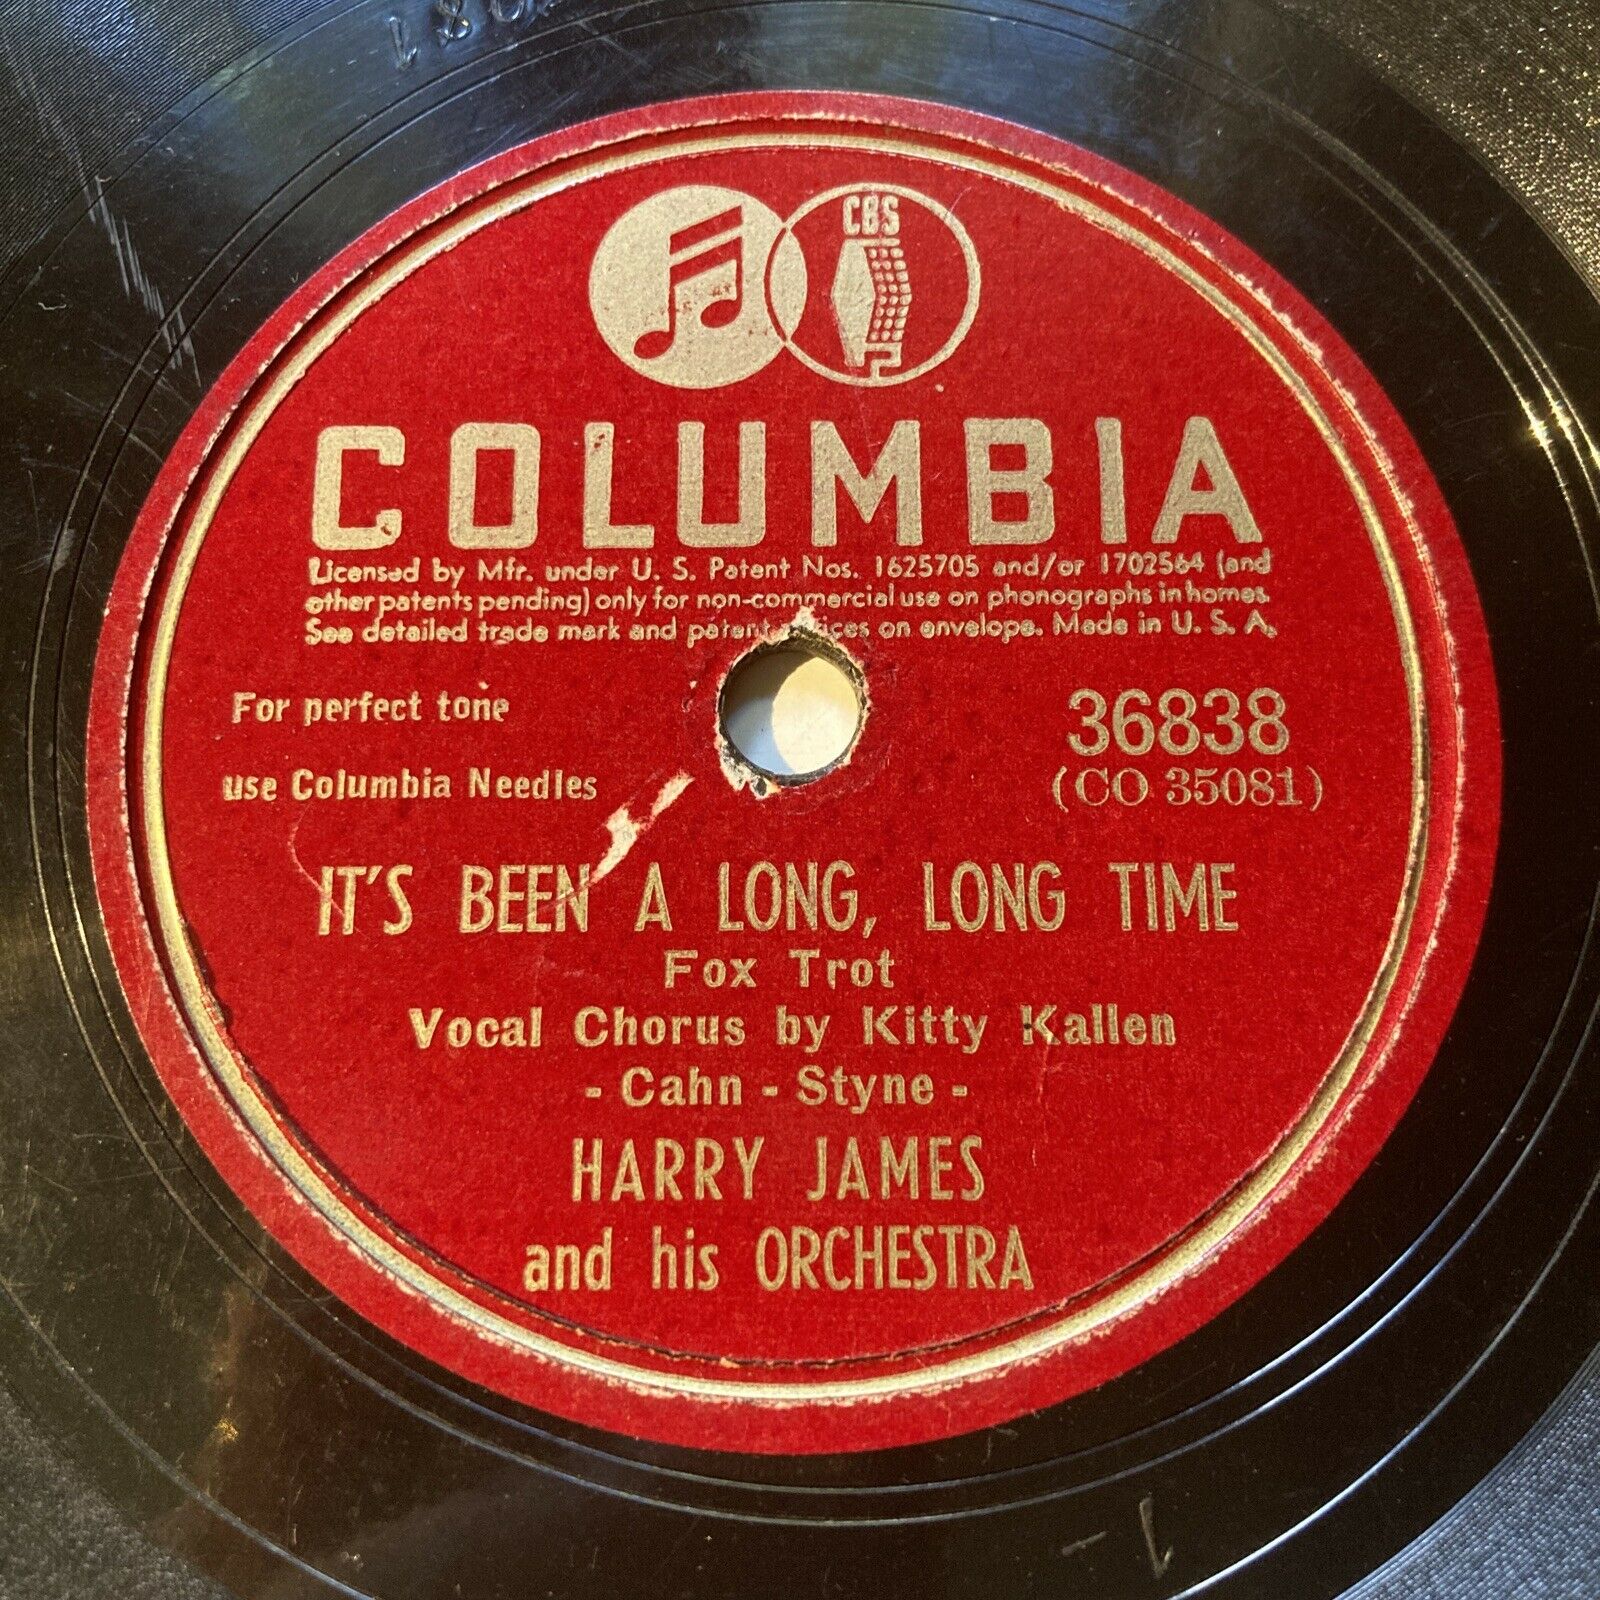 CBS
COLUMBIA
Licensed by Mfr. under U. S. Patent Nos. 1625705 and/or 1702564 (and
other patents pending) only for non-commercial use on phonographs in homes.
See detailed trade mark and patent on envelope. Made in U. S. A.
For perfect tone
use Columbia Needles
36838
(CO 35081)
IT'S BEEN A LONG, LONG TIME
Fox Trot
Vocal Chorus by Kitty Kallen
- Cahn - Styne -
HARRY JAMES
and his ORCHESTRA